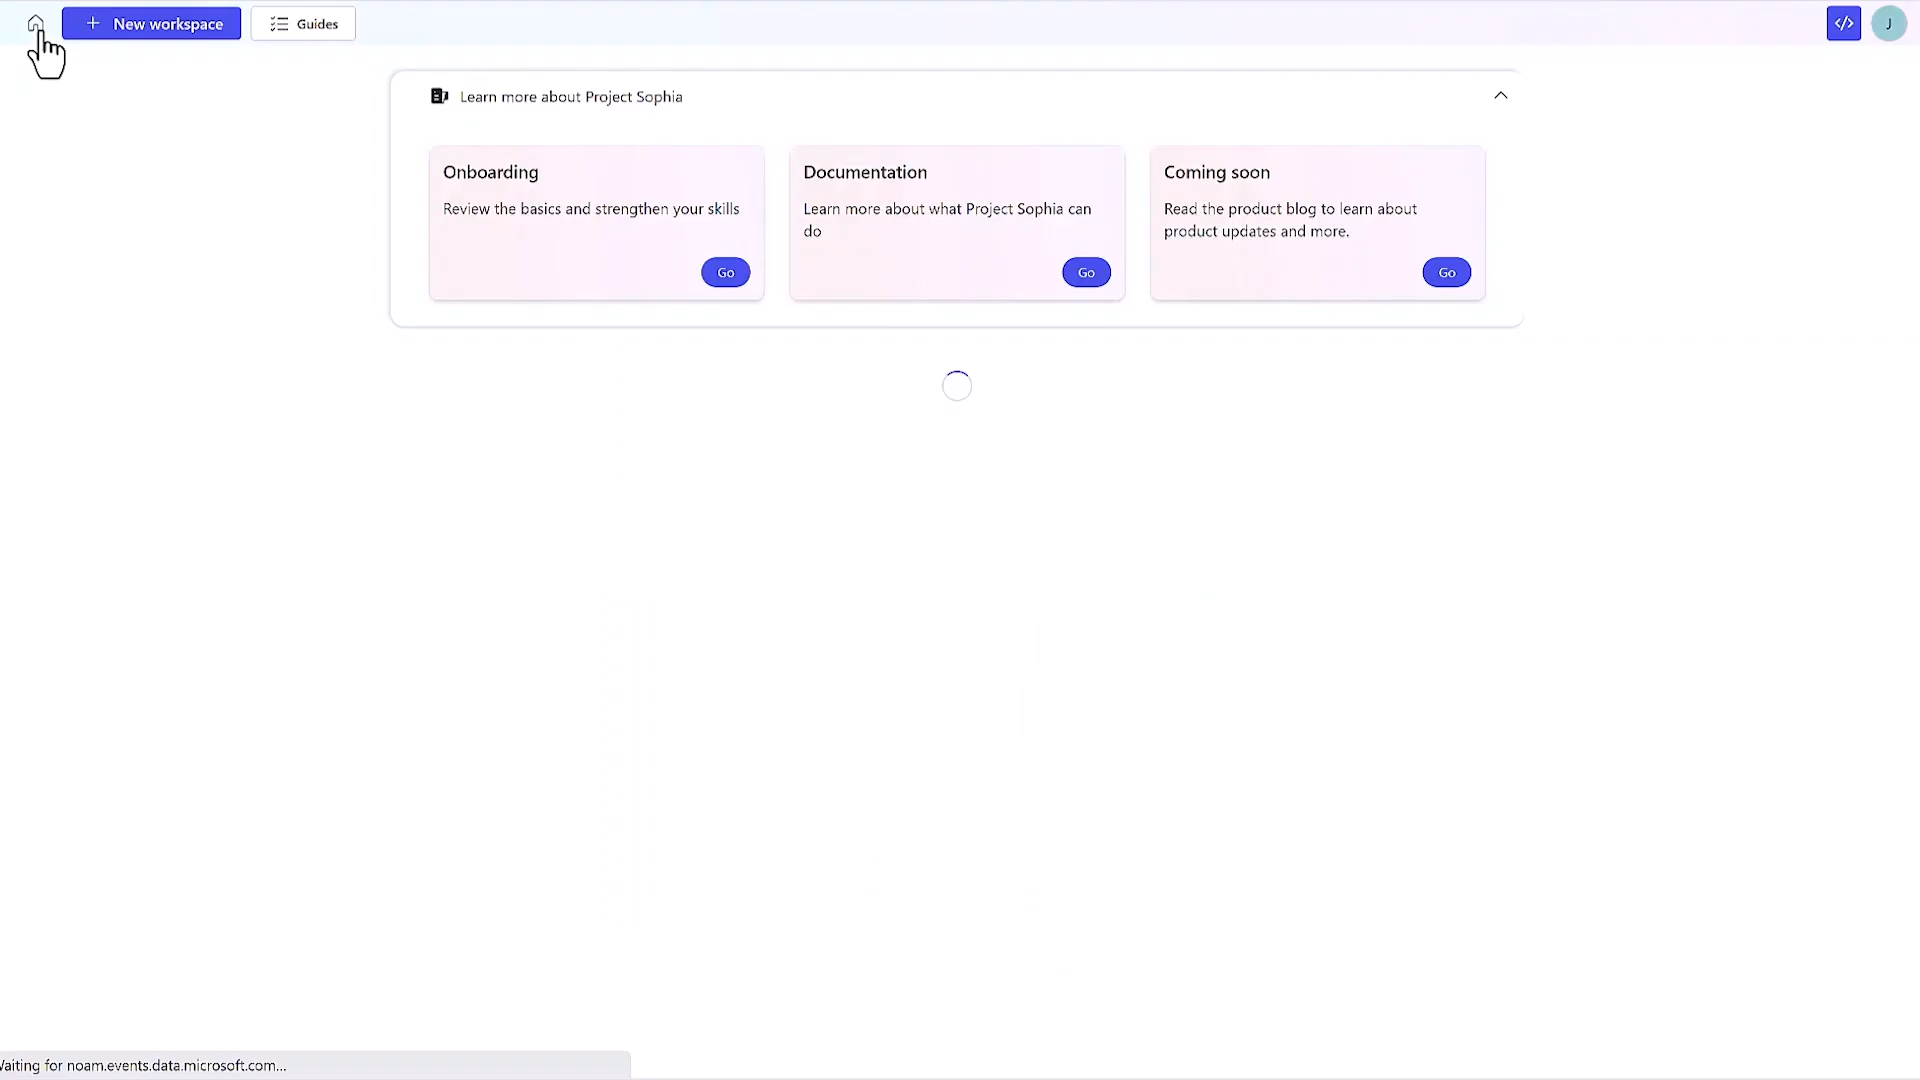 New workspace
Guides
J
Learn more about Project Sophia
Onboarding
Review the basics and strengthen your skills
Go
Documentation
Learn more about what Project Sophia can
do
Go
Coming soon
Read the product blog to learn about
product updates and more.
Go
Waiting for noam.events.data.microsoft.com...